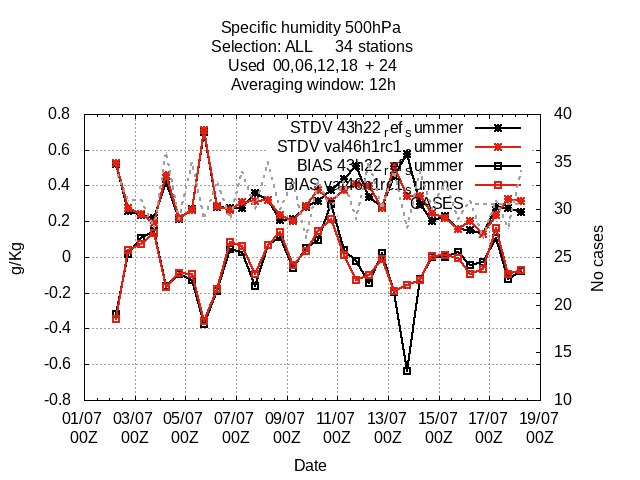 Specific humidity 500hPa
Selection: ALL 34 stations
Used 00,06,12,18 + 24
Averaging window: 12h
STDV 43h22refsummer
STDV val46h1rc1summer
BIAS 43h22refsummer
BIAS val46h1rc1summer
CASES
0.8
0.6
0.4
0.2
0
-0.2
-0.4
-0.6
-0.8
g/Kg
40
35
30
25
20
15
10
No cases
01/07 03/07 05/07 07/07 09/07 11/07 13/07 15/07 17/07 19/07
00Z 00Z 00Z 00Z 00Z 00Z 00Z 00Z 00Z 00Z
Date